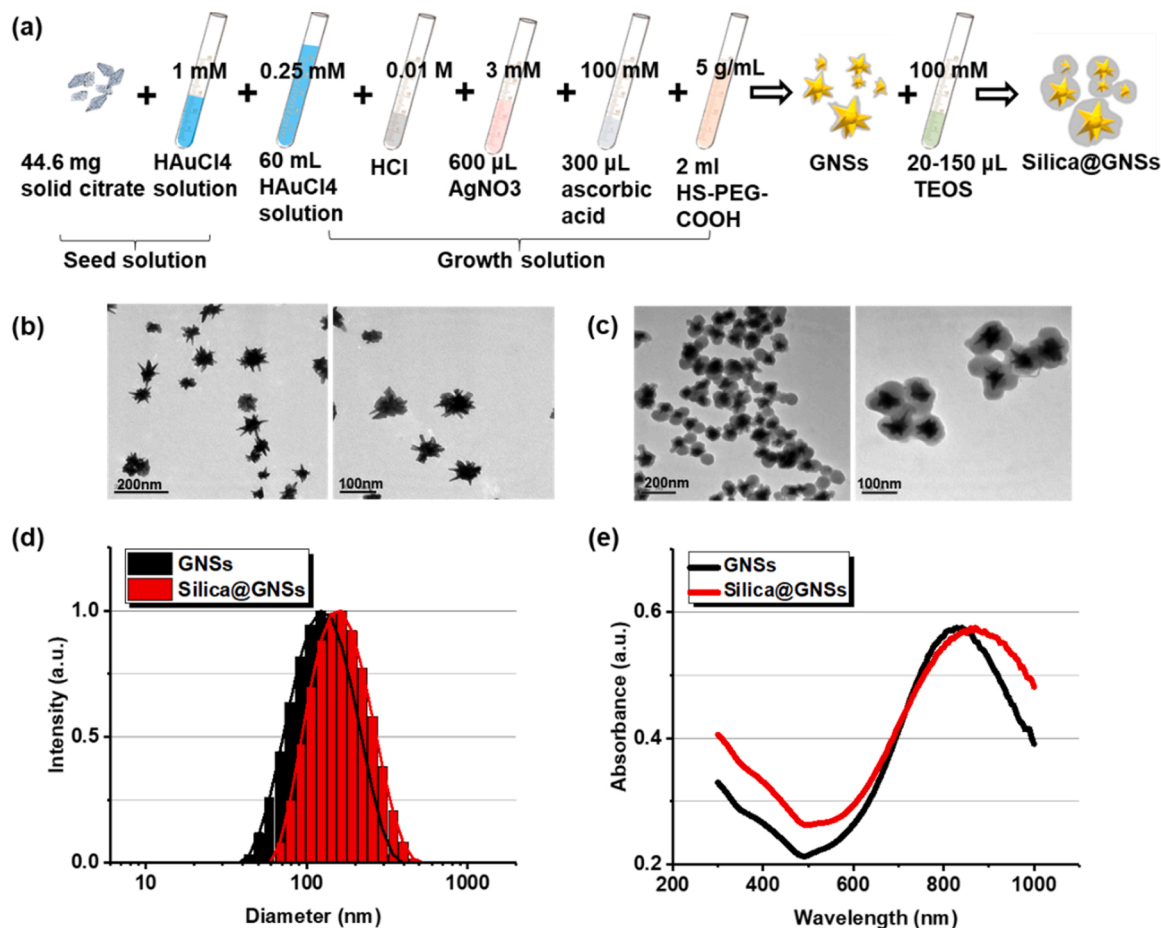 (a)
1 mM
0.25 mM
0.01 M
3 mM
100 mM
5 g/mL
100 mM
+ + + + + + +
44.6 mg
solid citrate
HAuCl4
solution
60 mL
HAuCl4
solution
HCl
600 µL
AgNO3
300 µL
ascorbic
acid
2 ml
HS-PEG-
COOH
GNSs
20-150 µL
TEOS
Silica@GNSs
Seed solution
Growth solution
(b)
200nm
100nm
(c)
200nm
100nm
(d)
GNSs
Silica@GNSs
1.0
0.5
0.0
10 100 1000
Intensity (a.u.)
Diameter (nm)
(e)
GNSs
Silica@GNSs
0.6
0.4
0.2
200 400 600 800 1000
Absorbance (a.u.)
Wavelength (nm)